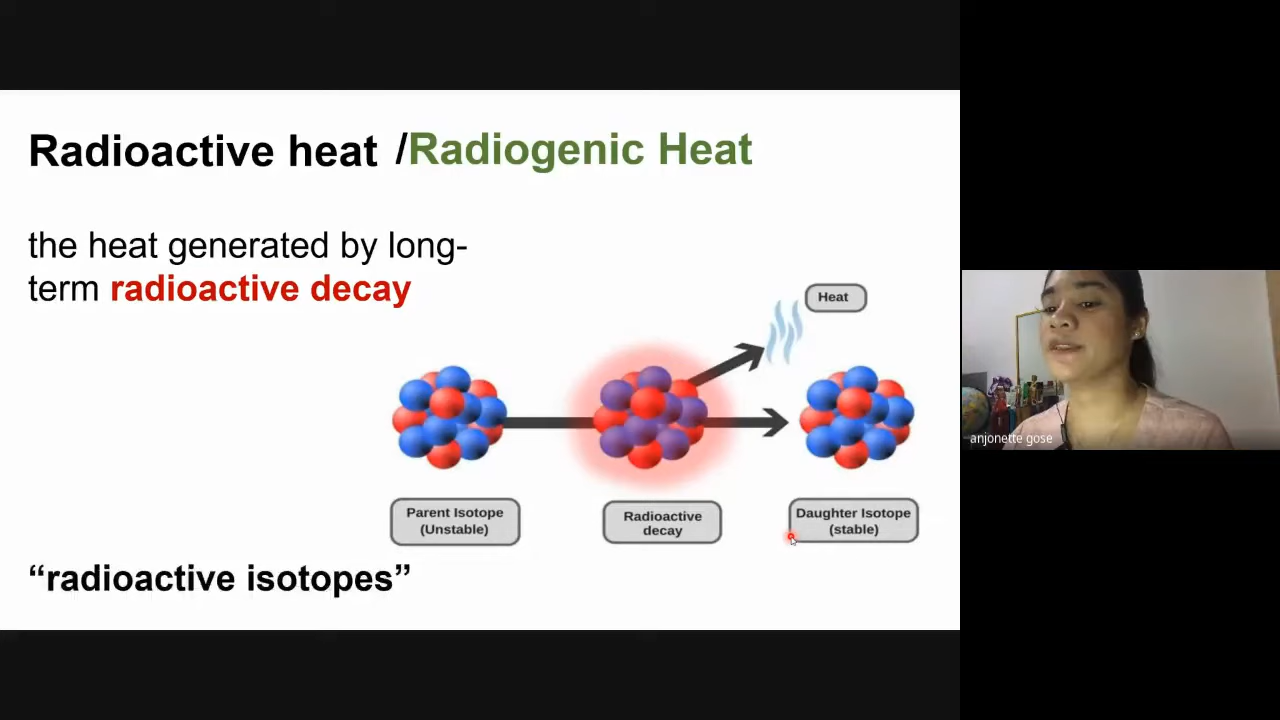 Radioactive heat /Radiogenic Heat
the heat generated by long-
term radioactive decay
Heat
Parent Isotope
(Unstable)
Radioactive
decay
Daughter Isotope
(stable)
“radioactive isotopes”
anjonette gose